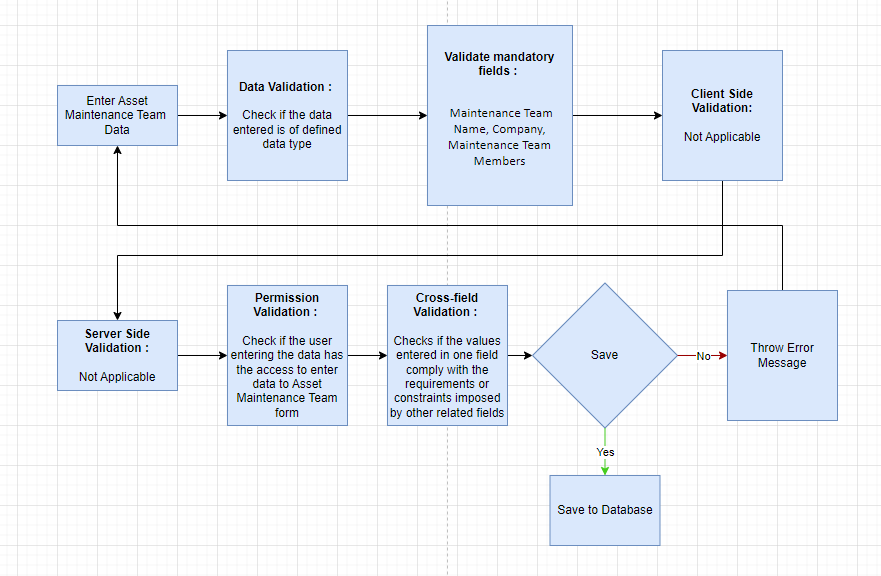 Enter Asset
Maintenance Team
Data
Data Validation :
Check if the data
entered is of defined
data type
Validate mandatory
fields :
Maintenance Team
Name, Company,
Maintenance Team
Members
Client Side
Validation:
Not Applicable
Server Side
Validation :
Not Applicable
Permission
Validation :
Check if the user
entering the data has
the access to enter
data to Asset
Maintenance Team
form
Cross-field
Validation :
Checks if the values
entered in one field
comply with the
requirements or
constraints imposed
by other related fields
Save
No
Throw Error
Message
Yes
Save to Database